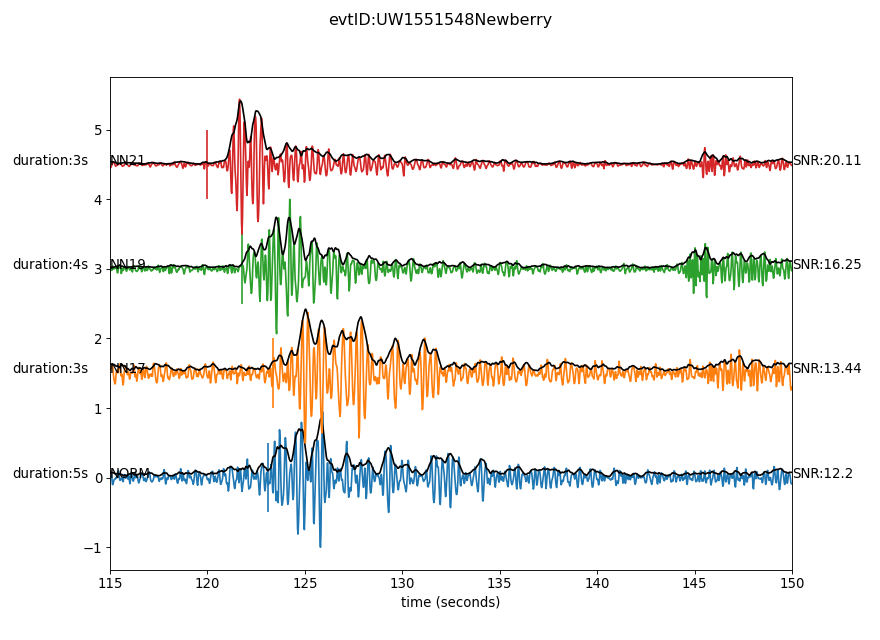 evtID:UW1551548Newberry
5
duration:3s NN21 SNR:20.11
4
duration:4s NN19 SNR:16.25
3
2
duration:3s NN17 SNR:13.44
1
duration:5s NORM SNR:12.2
0
−1
115 120 125 130 135 140 145 150
time (seconds)